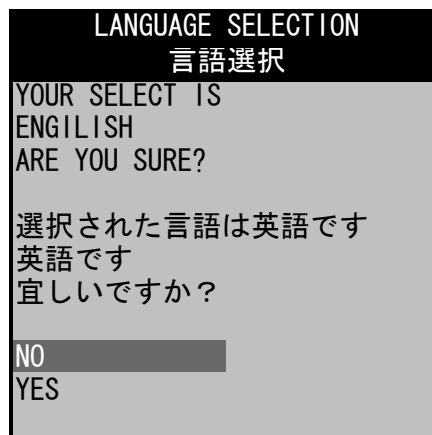 LANGUAGE SELECTION
言語選択
YOUR SELECT IS
ENGILISH
ARE YOU SURE?
選択された言語は英語です
英語です
宜しいですか？
NO
YES